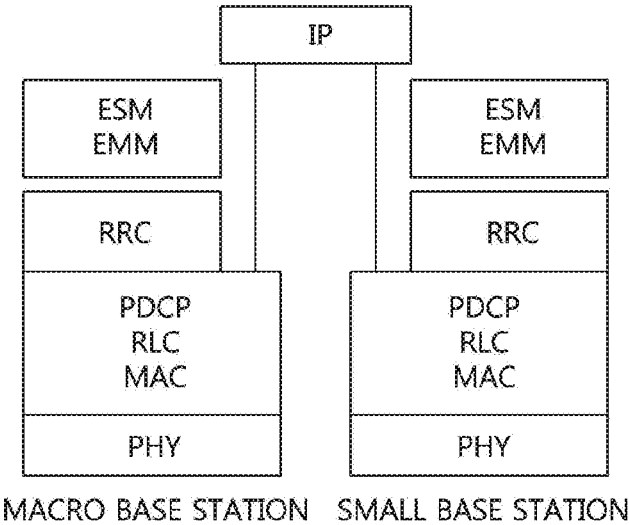 IP
ESM
EMM
RRC
PDCP
RLC
MAC
PHY
MACRO BASE STATION
ESM
EMM
RRC
PDCP
RLC
MAC
PHY
SMALL BASE STATION